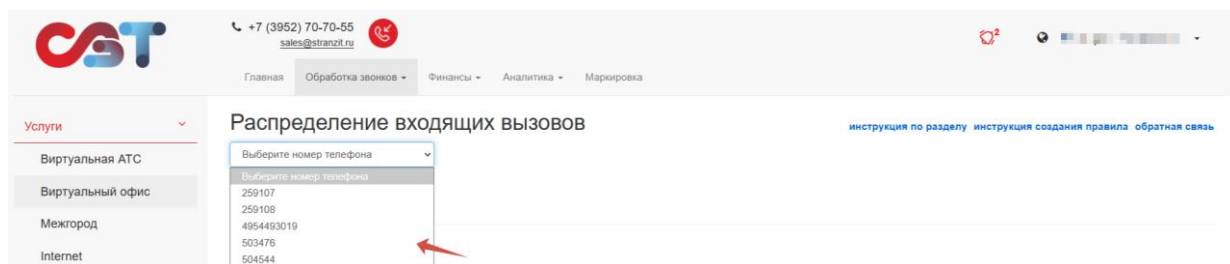 CST
+7 (3952) 70-70-55
sales@stranzit.ru
2
Главная Обработка звонков Финансы Аналитика Маркировка
Услуги
Распределение входящих вызовов
инструкция по разделу инструкция создания правила обратная связь
Виртуальная АТС
Выберите номер телефона
Выберите номер телефона
Виртуальный офис
259107
259108
Межгород
4954493019
503476
Internet
504544